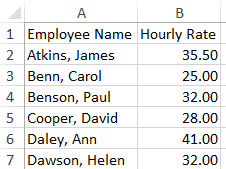 A B
1 Employee Name Hourly Rate
2 Atkins, James 35.50
3 Benn, Carol 25.00
4 Benson, Paul 32.00
5 Cooper, David 28.00
6 Daley, Ann 41.00
7 Dawson, Helen 32.00